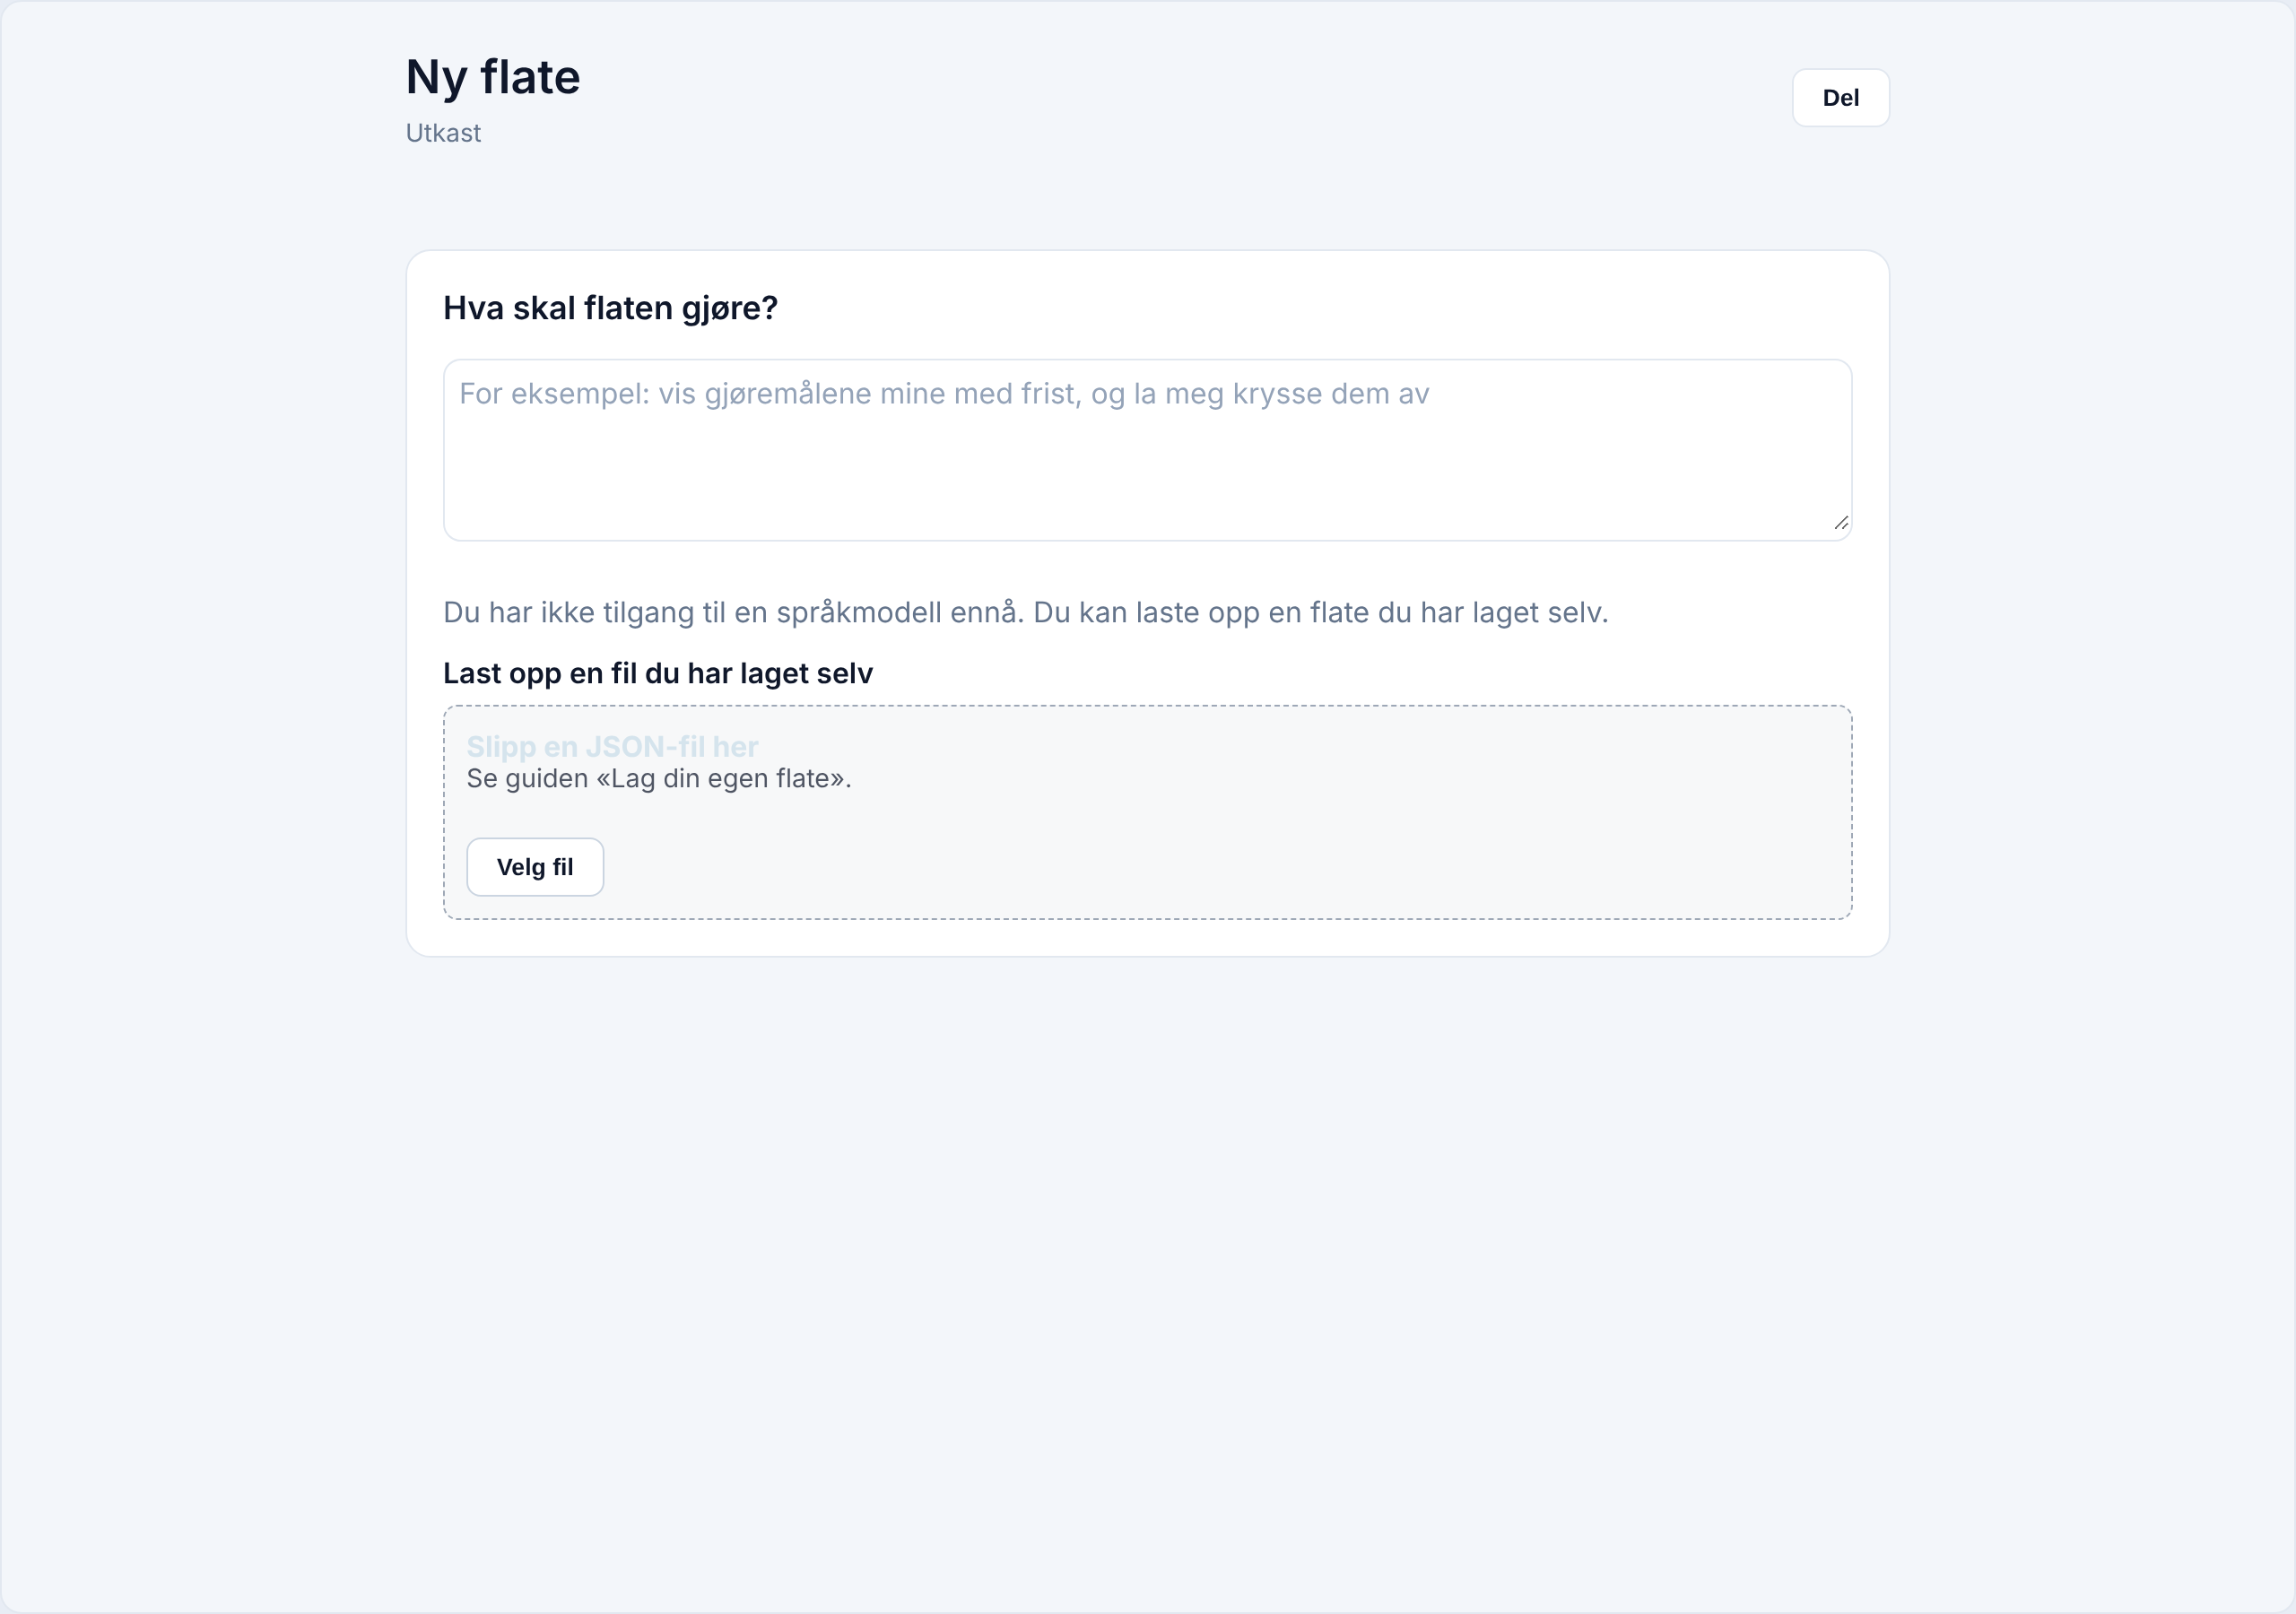 Ny flate
Del
Utkast
Hva skal flaten gjøre?
For eksempel: vis gjøremålene mine med frist, og la meg krysse dem av
Du har ikke tilgang til en språkmodell ennå. Du kan laste opp en flate du har laget selv.
Last opp en fil du har laget selv
Slipp en JSON-fil her
Se guiden «Lag din egen flate».
Velg fil